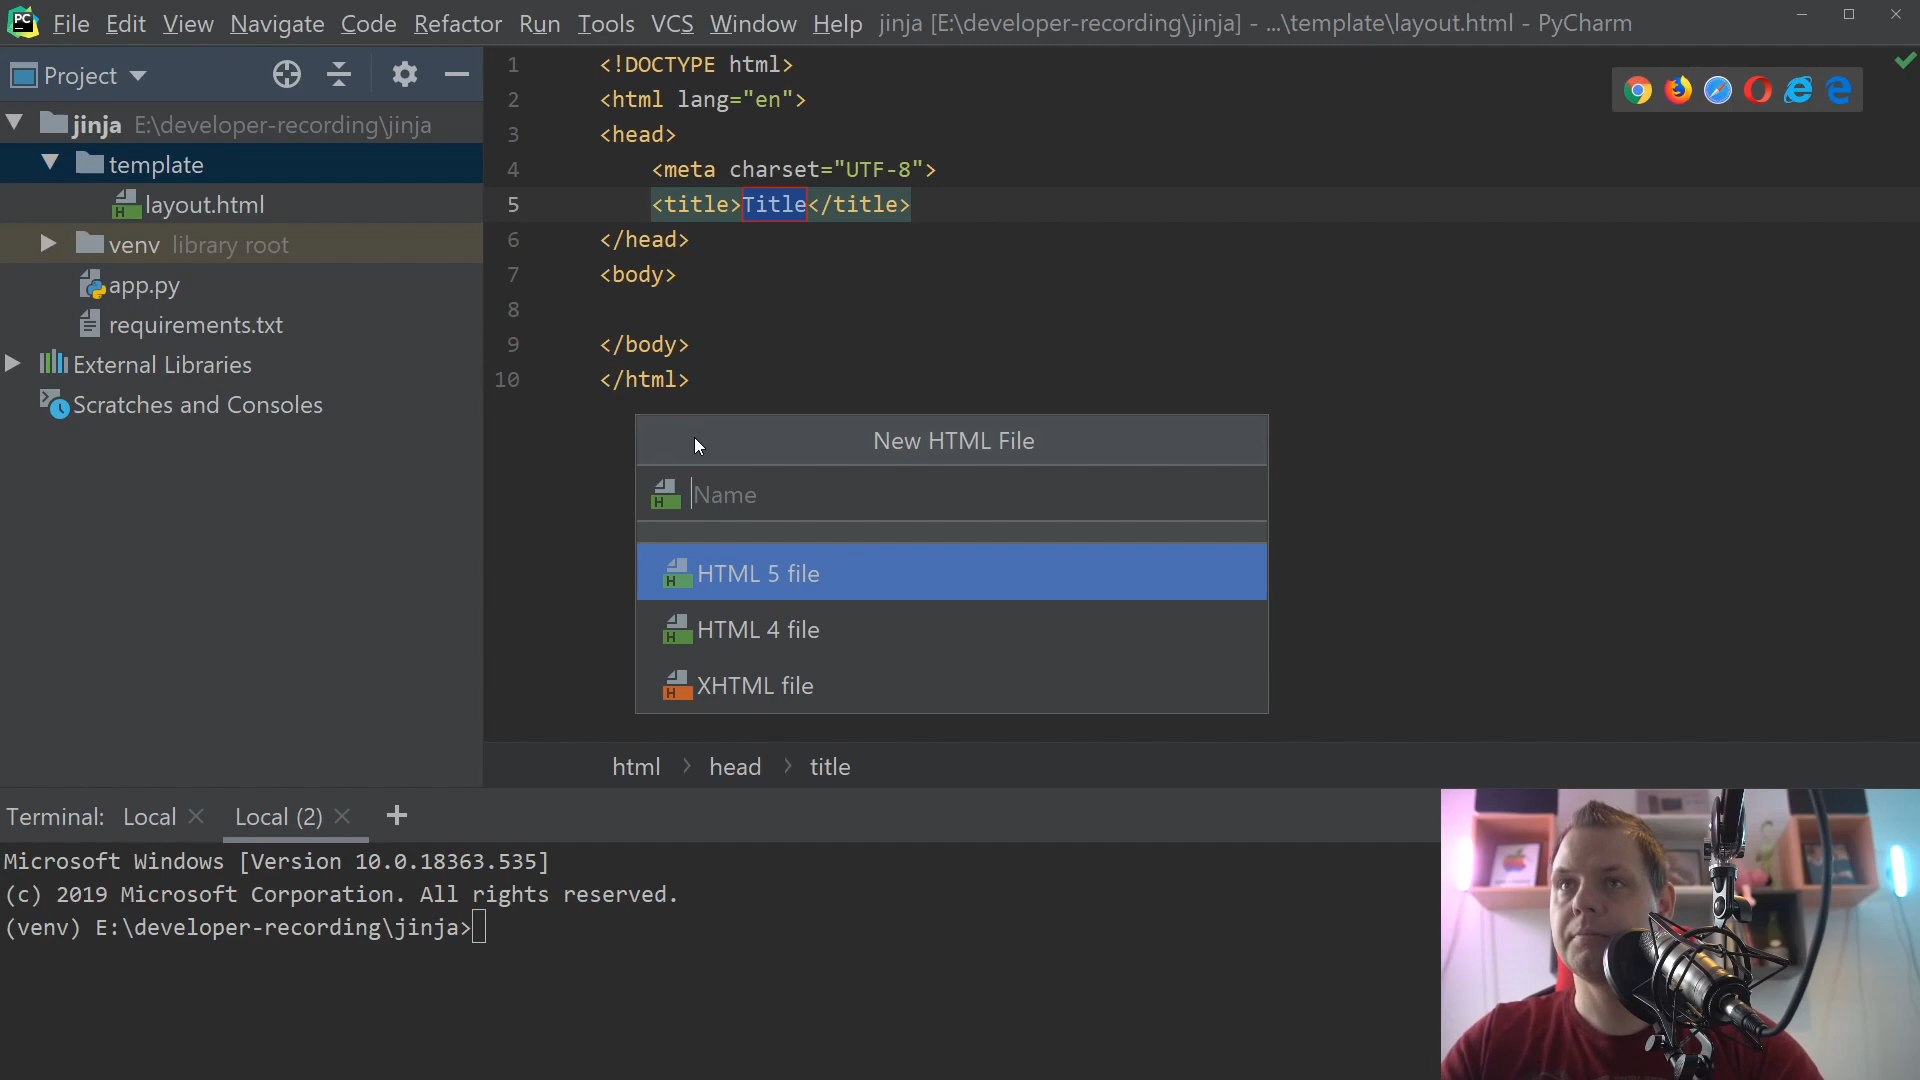 File Edit View Navigate Code Refactor Run Tools VCS Window Help jinja [E:\developer-recording\jinja] - ...\template\layout.html - PyCharm
Project
jinja E:\developer-recording\jinja
template
layout.html
venv library root
app.py
requirements.txt
External Libraries
Scratches and Consoles
1 <!DOCTYPE html>
2 <html lang="en">
3 <head>
4 <meta charset="UTF-8">
5 <title>Title</title>
6 </head>
7 <body>
8
9 </body>
10 </html>
New HTML File
Name
HTML 5 file
HTML 4 file
XHTML file
html > head > title
Terminal: Local Local (2) +
Microsoft Windows [Version 10.0.18363.535]
(c) 2019 Microsoft Corporation. All rights reserved.
(venv) E:\developer-recording\jinja>